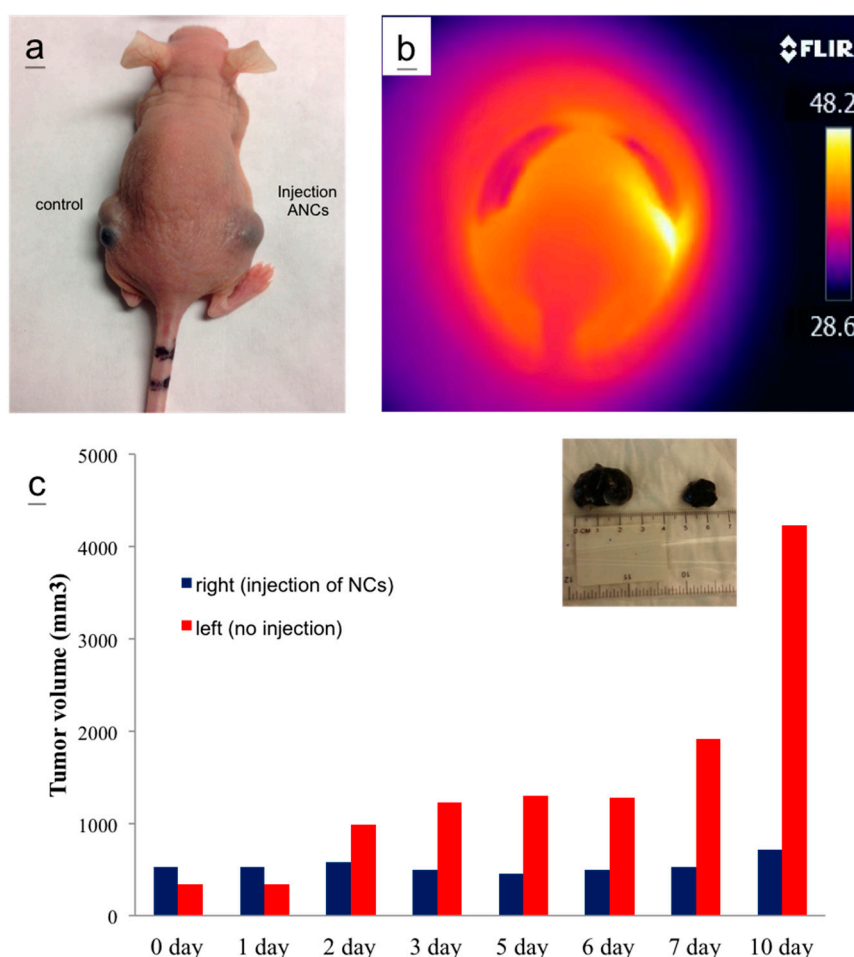 a
control
Injection
ANCs
b
FLIR
48.2
28.6
c
5000
4000
3000
2000
1000
0
Tumor volume (mm3)
right (injection of NCs)
left (no injection)
0 day
1 day
2 day
3 day
5 day
6 day
7 day
10 day